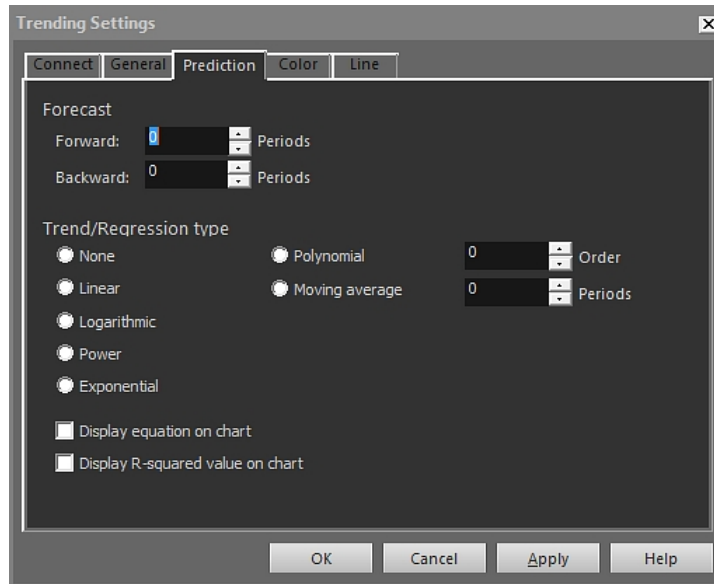 Trending Settings
Connect General Prediction Color Line
Forecast
Forward: 0 Periods
Backward: 0 Periods
Trend/Regression type
None Polynomial 0 Order
Linear Moving average 0 Periods
Logarithmic
Power
Exponential
Display equation on chart
Display R-squared value on chart
OK Cancel Apply Help